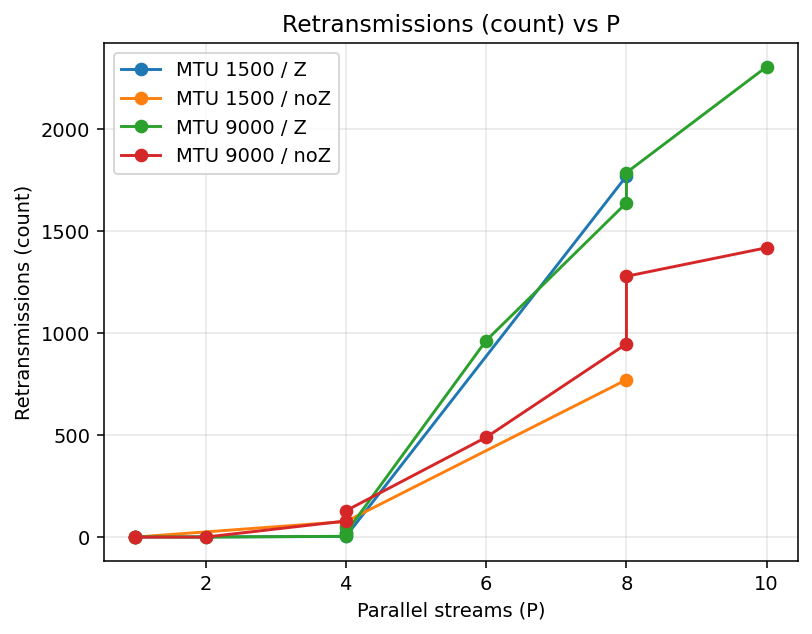 Retransmissions (count) vs P
MTU 1500 / Z
MTU 1500 / noZ
MTU 9000 / Z
MTU 9000 / noZ
Retransmissions (count)
2000
1500
1000
500
0
2 4 6 8 10
Parallel streams (P)